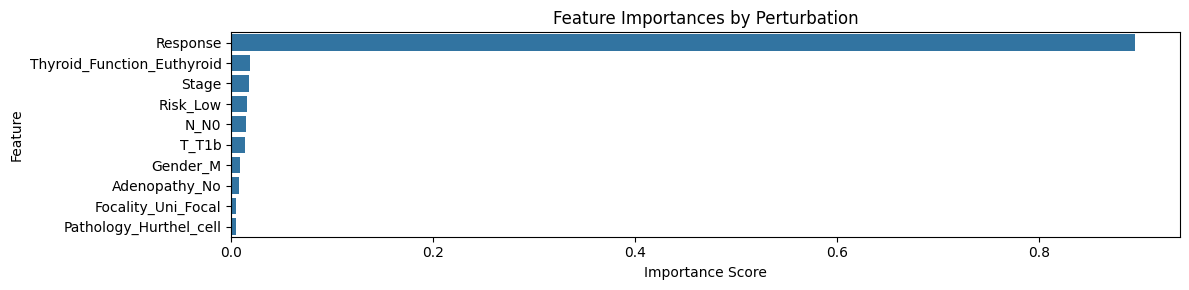 Feature Importances by Perturbation
Feature
Response
Thyroid_Function_Euthyroid
Stage
Risk_Low
N_N0
T_T1b
Gender_M
Adenopathy_No
Focality_Uni_Focal
Pathology_Hurthel_cell
0.0 0.2 0.4 0.6 0.8
Importance Score